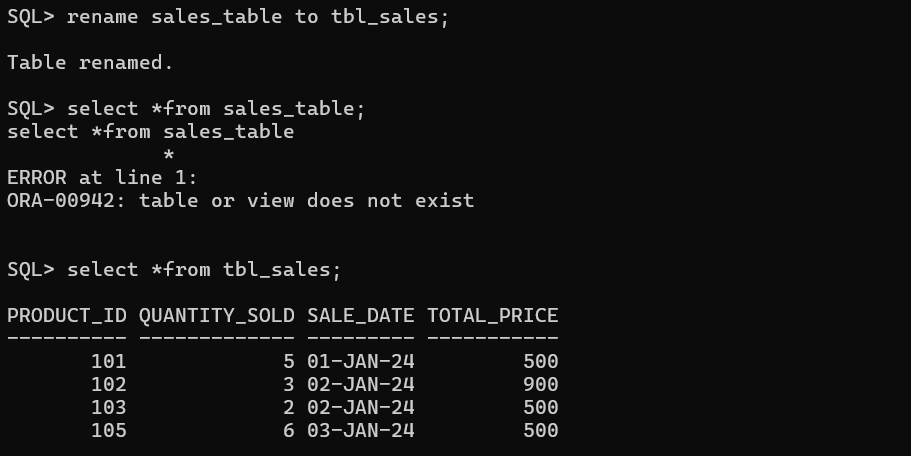 SQL> rename sales_table to tbl_sales;
Table renamed.
SQL> select *from sales_table;
select *from sales_table
             *
ERROR at line 1:
ORA-00942: table or view does not exist
SQL> select *from tbl_sales;
PRODUCT_ID QUANTITY_SOLD SALE_DATE TOTAL_PRICE
---------- ------------- --------- -----------
       101             5 01-JAN-24         500
       102             3 02-JAN-24         900
       103             2 02-JAN-24         500
       105             6 03-JAN-24         500